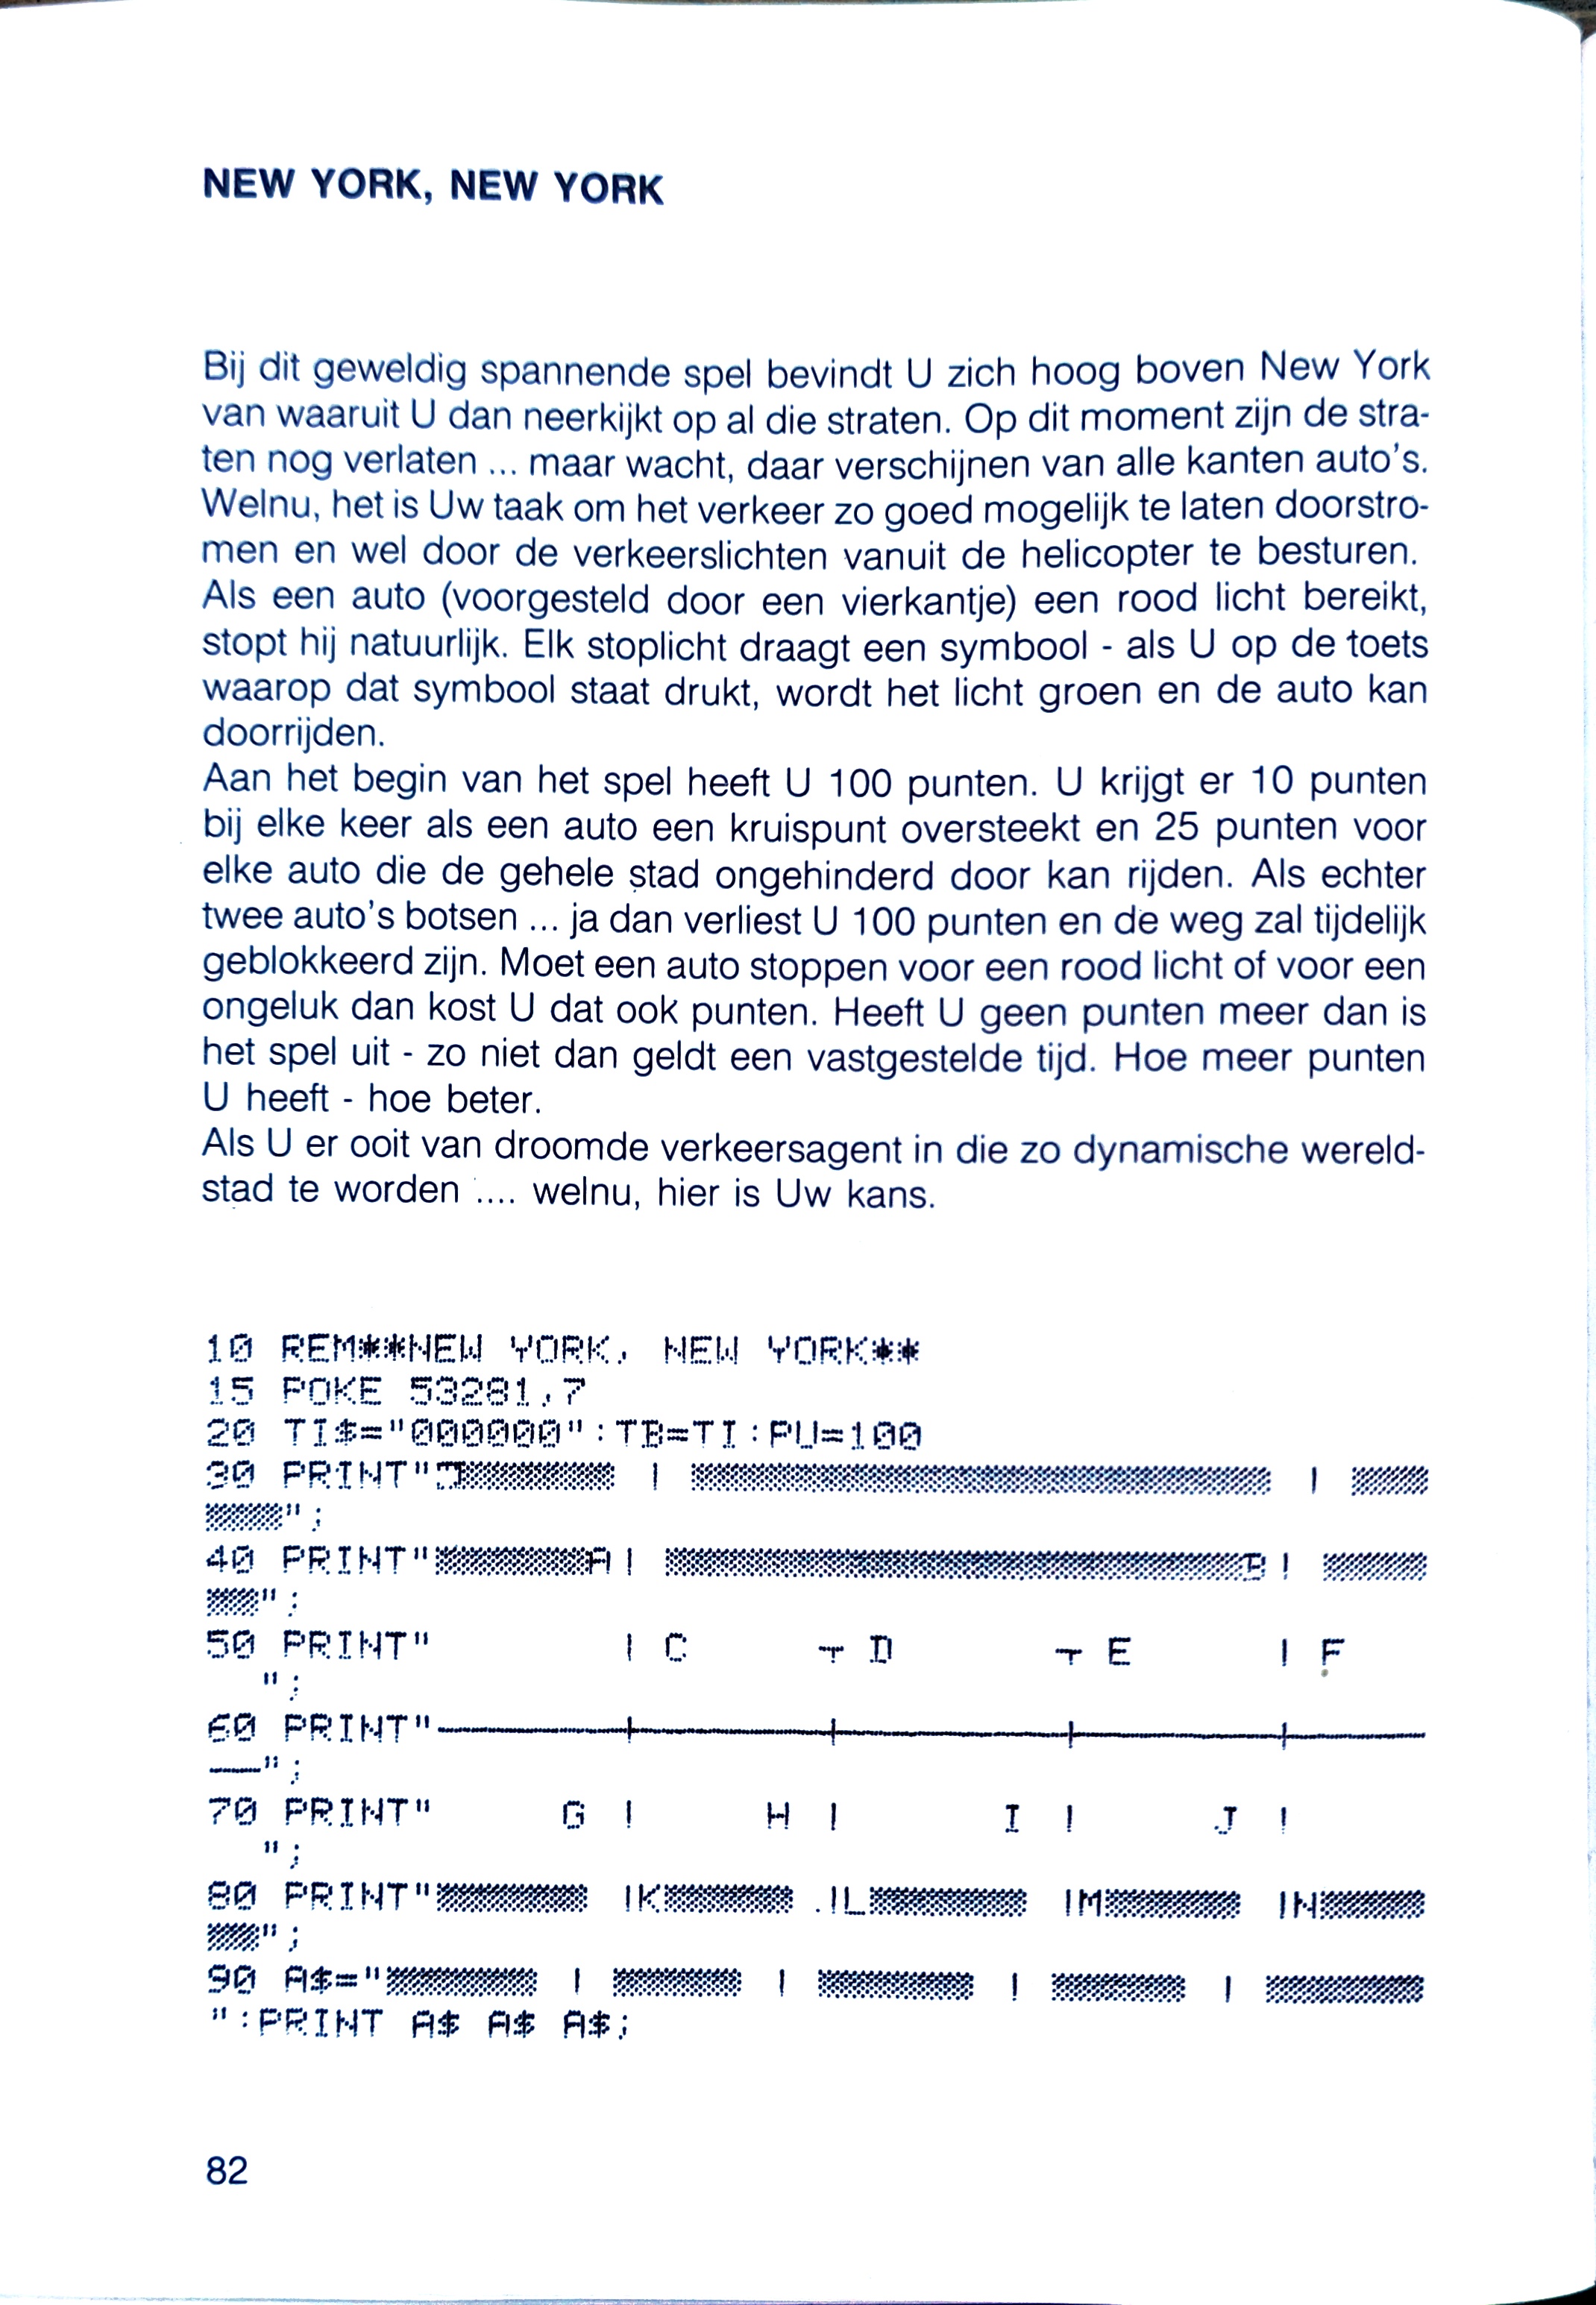 NEW YORK, NEW YORK
Bij dit geweldig spannende spel bevindt U zich hoog boven New York
van waaruit U dan neerkijkt op al die straten. Op dit moment zijn de stra-
ten nog verlaten ... maar wacht, daar verschijnen van alle kanten auto's.
Welnu, het is Uw taak om het verkeer zo goed mogelijk te laten doorstro-
men en wel door de verkeerslichten vanuit de helicopter te besturen.
Als een auto (voorgesteld door een vierkantje) een rood licht bereikt,
stopt hij natuurlijk. Elk stoplicht draagt een symbool - als U op de toets
waarop dat symbool staat drukt, wordt het licht groen en de auto kan
doorrijden.
Aan het begin van het spel heeft U 100 punten. U krijgt er 10 punten
bij elke keer als een auto een kruispunt oversteekt en 25 punten voor
elke auto die de gehele stad ongehinderd door kan rijden. Als echter
twee auto's botsen ... ja dan verliest U 100 punten en de weg zal tijdelijk
geblokkeerd zijn. Moet een auto stoppen voor een rood licht of voor een
ongeluk dan kost U dat ook punten. Heeft U geen punten meer dan is
het spel uit - zo niet dan geldt een vastgestelde tijd. Hoe meer punten
U heeft - hoe beter.
Als U er ooit van droomde verkeersagent in die zo dynamische wereld-
stad te worden .... welnu, hier is Uw kans.
10 REM**NEW YORK, NEW YORK**
15 POKE 53281,7
20 TI$="000000":TB=TI:PU=100
30 PRINT"▒▒▒▒▒▒ | ▒▒▒▒▒▒▒▒▒▒▒▒▒▒▒▒▒▒▒▒▒▒▒ | ▒▒▒
▒▒▒";
40 PRINT"▒▒▒▒▒▒A| ▒▒▒▒▒▒▒▒▒▒▒▒▒▒▒▒▒▒▒▒▒▒▒B| ▒▒▒▒
▒▒";
50 PRINT"       | C     ┬ D       ┬ E     | F
  ";
60 PRINT"───────┼───────┼─────────┼───────┼─────
──";
70 PRINT"     G |     H |       I |     J |
  ";
80 PRINT"▒▒▒▒▒▒ |K▒▒▒▒▒ |L▒▒▒▒▒▒ |M▒▒▒▒▒ |N▒▒▒▒
▒▒";
90 A$="▒▒▒▒▒▒ | ▒▒▒▒▒ | ▒▒▒▒▒▒ | ▒▒▒▒▒ | ▒▒▒▒▒▒
":PRINT A$ A$ A$;
82